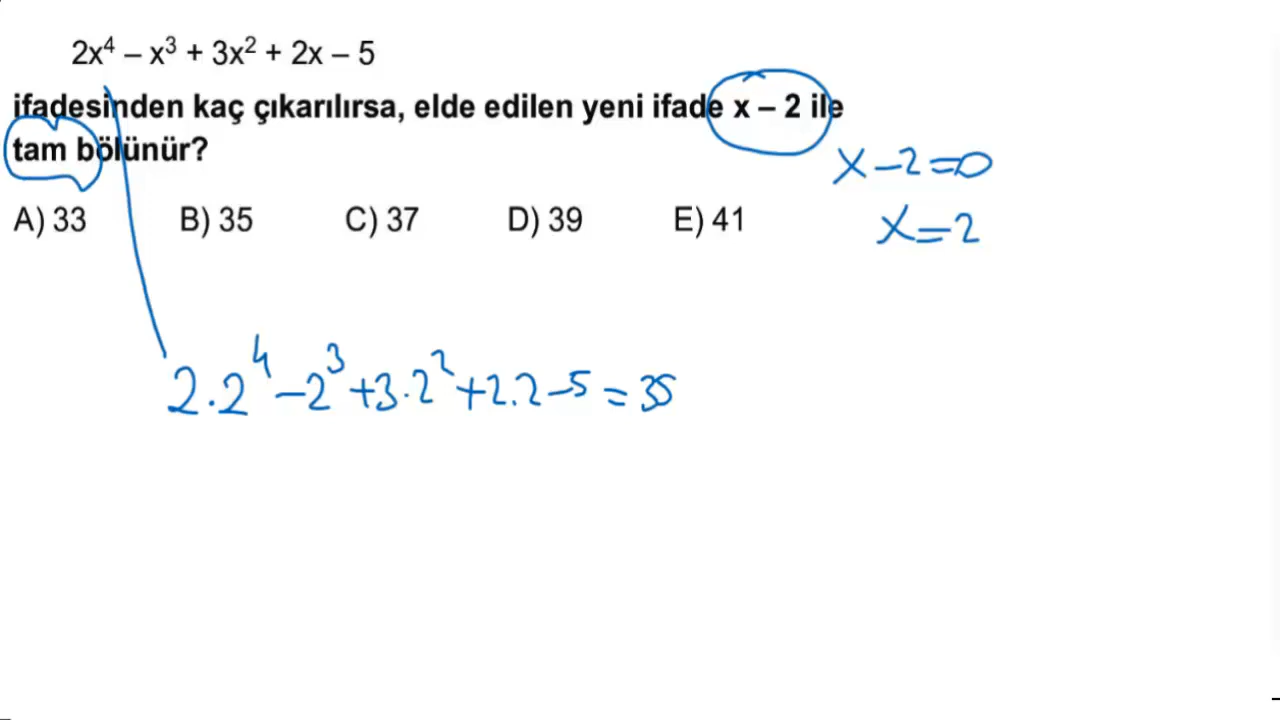 2x⁴ – x³ + 3x² + 2x – 5
ifadesinden kaç çıkarılırsa, elde edilen yeni ifade x – 2 ile
tam bölünür?
x – 2 = 0
A) 33 B) 35 C) 37 D) 39 E) 41
x = 2
2.2⁴ – 2³ + 3.2² + 2.2 – 5 = 35